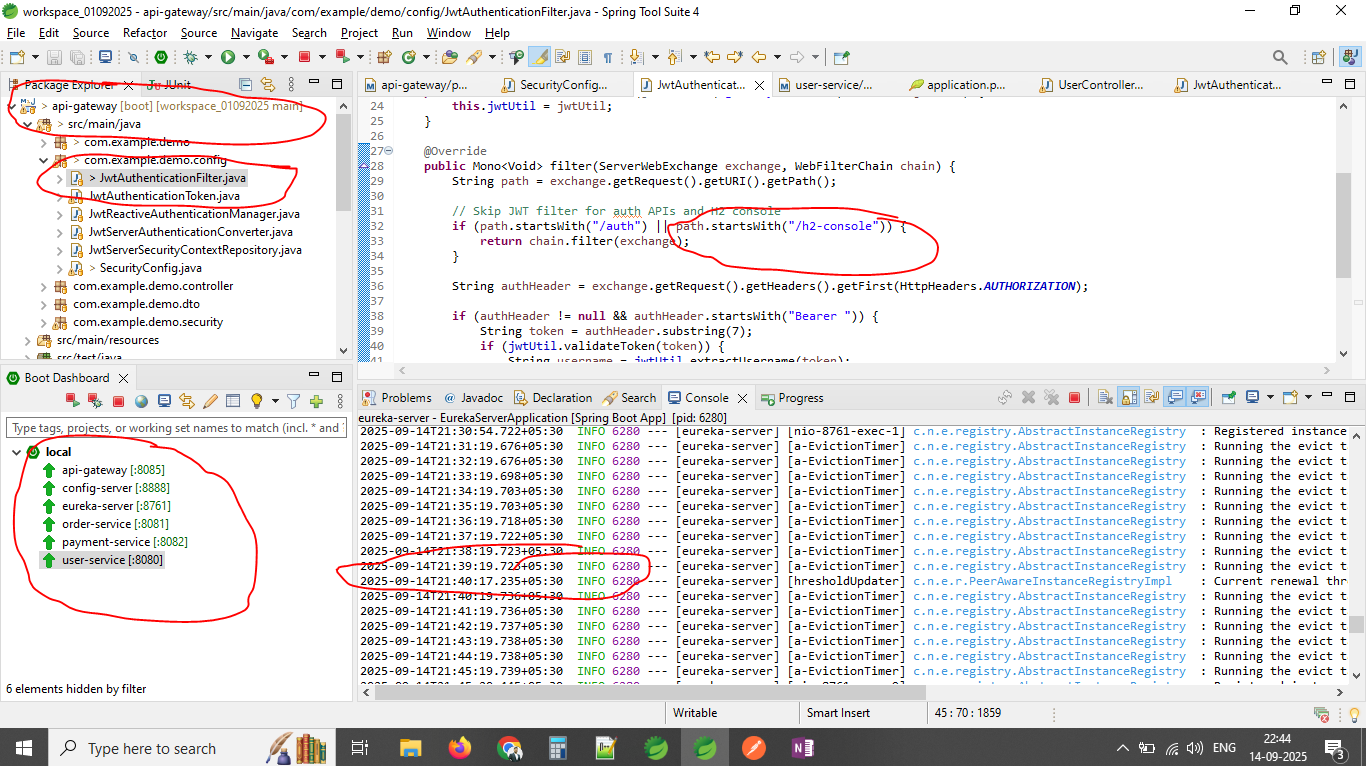 workspace_01092025 - api-gateway/src/main/java/com/example/demo/config/JwtAuthenticationFilter.java - Spring Tool Suite 4
File Edit Source Refactor Source Navigate Search Project Run Window Help
Package Explorer JUnit
> api-gateway [boot] [workspace_01092025 main]
> src/main/java
> com.example.demo
> com.example.demo.config
> JwtAuthenticationFilter.java
JwtAuthenticationToken.java
JwtReactiveAuthenticationManager.java
JwtServerAuthenticationConverter.java
JwtServerSecurityContextRepository.java
> SecurityConfig.java
com.example.demo.controller
com.example.demo.dto
com.example.demo.security
src/main/resources
src/test/java
api-gateway/p... SecurityConfig... JwtAuthenticat... user-service/... application.p... UserController... JwtAuthenticat...
24 this.jwtUtil = jwtUtil;
25 }
26
27 @Override
28 public Mono<Void> filter(ServerWebExchange exchange, WebFilterChain chain) {
29 String path = exchange.getRequest().getURI().getPath();
30
31 // Skip JWT filter for auth APIs and H2 console
32 if (path.startsWith("/auth") || path.startsWith("/h2-console")) {
33 return chain.filter(exchange);
34 }
35
36 String authHeader = exchange.getRequest().getHeaders().getFirst(HttpHeaders.AUTHORIZATION);
37
38 if (authHeader != null && authHeader.startsWith("Bearer ")) {
39 String token = authHeader.substring(7);
40 if (jwtUtil.validateToken(token)) {
41 String username = jwtUtil.extractUsername(token);
Boot Dashboard
Type tags, projects, or working set names to match (incl. * and
local
api-gateway [:8085]
config-server [:8888]
eureka-server [:8761]
order-service [:8081]
payment-service [:8082]
user-service [:8080]
6 elements hidden by filter
Problems Javadoc Declaration Search Console Progress
eureka-server - EurekaServerApplication [Spring Boot App] [pid: 6280]
2025-09-14T21:30:54.722+05:30 INFO 6280 --- [eureka-server] [nio-8761-exec-1] c.n.e.registry.AbstractInstanceRegistry : Registered instance
2025-09-14T21:31:19.676+05:30 INFO 6280 --- [eureka-server] [a-EvictionTimer] c.n.e.registry.AbstractInstanceRegistry : Running the evict t
2025-09-14T21:32:19.676+05:30 INFO 6280 --- [eureka-server] [a-EvictionTimer] c.n.e.registry.AbstractInstanceRegistry : Running the evict t
2025-09-14T21:33:19.698+05:30 INFO 6280 --- [eureka-server] [a-EvictionTimer] c.n.e.registry.AbstractInstanceRegistry : Running the evict t
2025-09-14T21:34:19.703+05:30 INFO 6280 --- [eureka-server] [a-EvictionTimer] c.n.e.registry.AbstractInstanceRegistry : Running the evict t
2025-09-14T21:35:19.703+05:30 INFO 6280 --- [eureka-server] [a-EvictionTimer] c.n.e.registry.AbstractInstanceRegistry : Running the evict t
2025-09-14T21:36:19.718+05:30 INFO 6280 --- [eureka-server] [a-EvictionTimer] c.n.e.registry.AbstractInstanceRegistry : Running the evict t
2025-09-14T21:37:19.722+05:30 INFO 6280 --- [eureka-server] [a-EvictionTimer] c.n.e.registry.AbstractInstanceRegistry : Running the evict t
2025-09-14T21:38:19.723+05:30 INFO 6280 --- [eureka-server] [a-EvictionTimer] c.n.e.registry.AbstractInstanceRegistry : Running the evict t
2025-09-14T21:39:19.723+05:30 INFO 6280 --- [eureka-server] [a-EvictionTimer] c.n.e.registry.AbstractInstanceRegistry : Running the evict t
2025-09-14T21:40:17.235+05:30 INFO 6280 --- [eureka-server] [hresholdUpdater] c.n.e.r.PeerAwareInstanceRegistryImpl : Current renewal thr
2025-09-14T21:40:19.736+05:30 INFO 6280 --- [eureka-server] [a-EvictionTimer] c.n.e.registry.AbstractInstanceRegistry : Running the evict t
2025-09-14T21:41:19.736+05:30 INFO 6280 --- [eureka-server] [a-EvictionTimer] c.n.e.registry.AbstractInstanceRegistry : Running the evict t
2025-09-14T21:42:19.737+05:30 INFO 6280 --- [eureka-server] [a-EvictionTimer] c.n.e.registry.AbstractInstanceRegistry : Running the evict t
2025-09-14T21:43:19.738+05:30 INFO 6280 --- [eureka-server] [a-EvictionTimer] c.n.e.registry.AbstractInstanceRegistry : Running the evict t
2025-09-14T21:44:19.738+05:30 INFO 6280 --- [eureka-server] [a-EvictionTimer] c.n.e.registry.AbstractInstanceRegistry : Running the evict t
2025-09-14T21:45:19.739+05:30 INFO 6280 --- [eureka-server] [a-EvictionTimer] c.n.e.registry.AbstractInstanceRegistry : Running the evict t
Writable Smart Insert 45 : 70 : 1859
Type here to search
ENG
22:44
14-09-2025
3